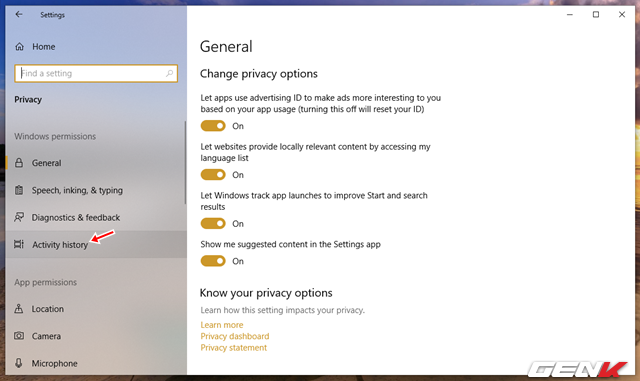 Settings
Home
Find a setting
Privacy
Windows permissions
General
Speech, inking, & typing
Diagnostics & feedback
Activity history
App permissions
Location
Camera
Microphone
General
Change privacy options
Let apps use advertising ID to make ads more interesting to you
based on your app usage (turning this off will reset your ID)
On
Let websites provide locally relevant content by accessing my
language list
On
Let Windows track app launches to improve Start and search
results
On
Show me suggested content in the Settings app
On
Know your privacy options
Learn how this setting impacts your privacy.
Learn more
Privacy dashboard
Privacy statement
GENK